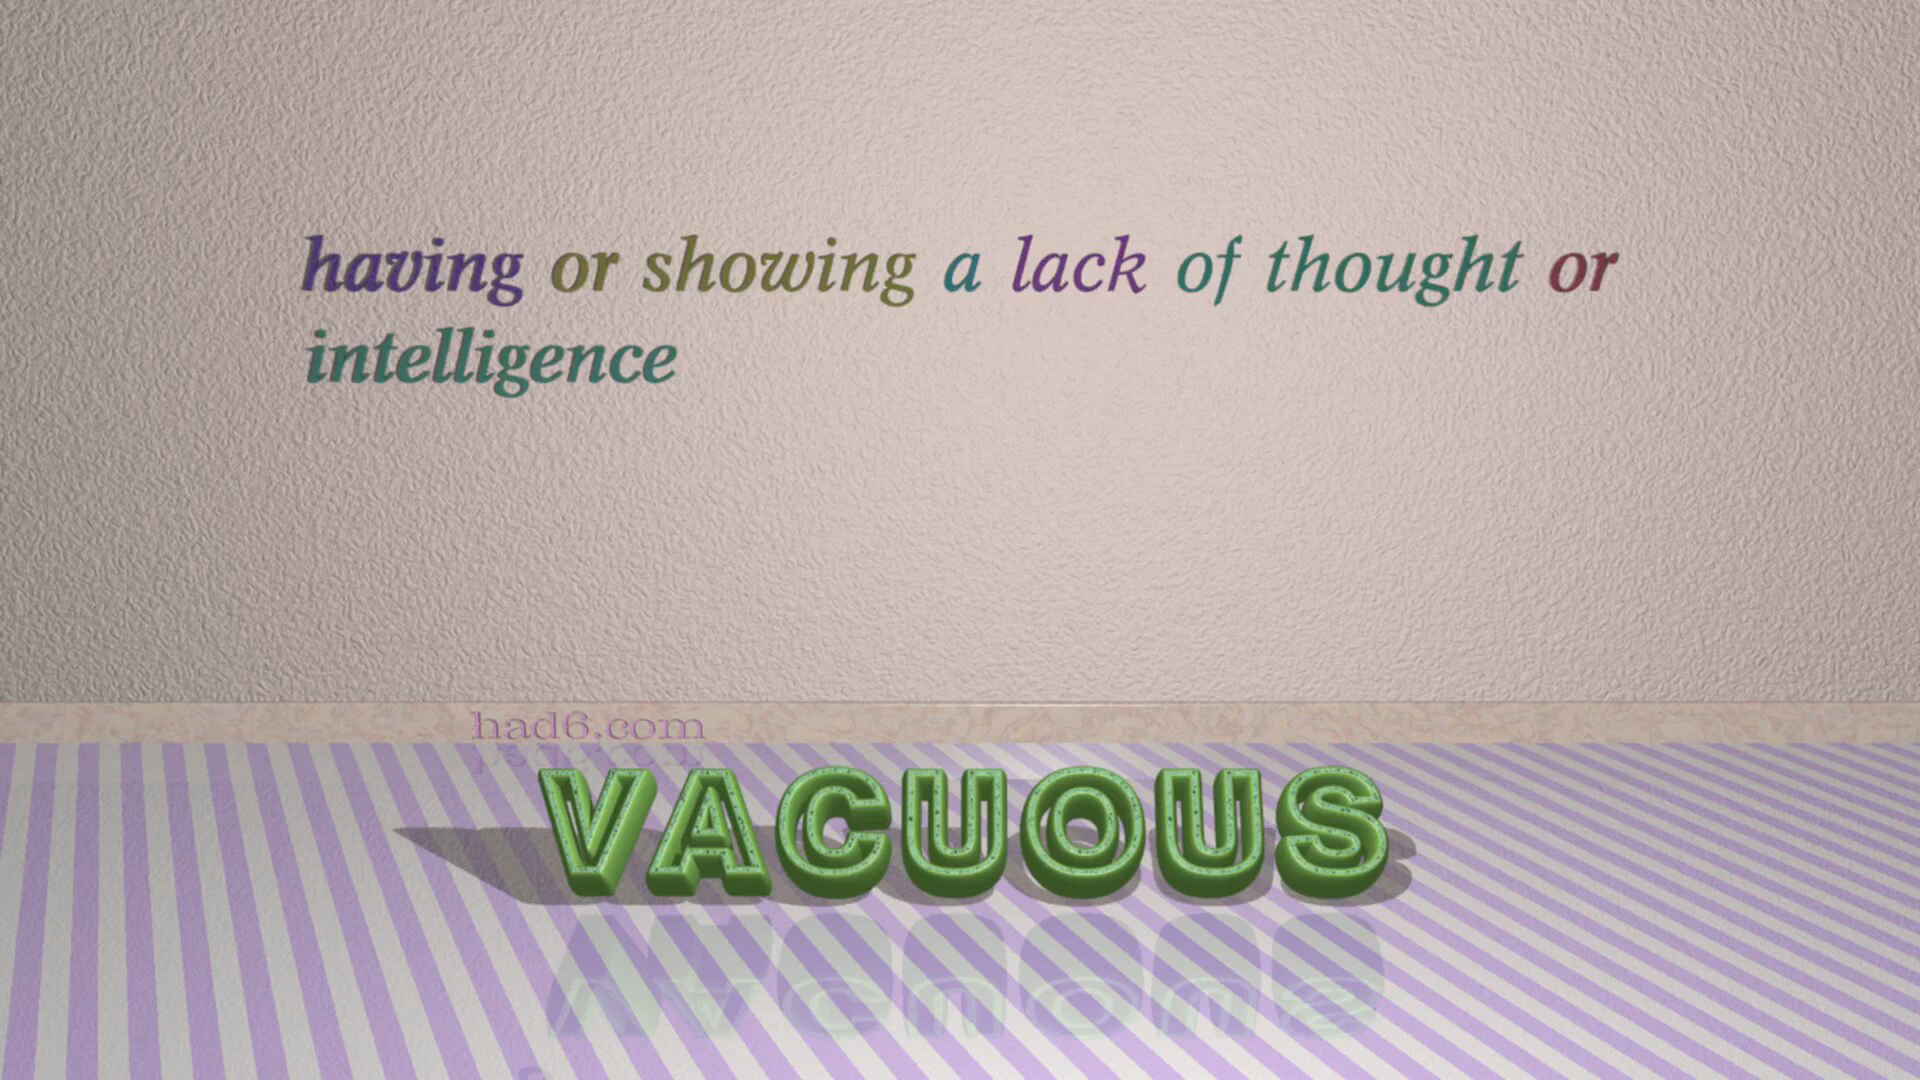 having or showing a lack of thought or
intelligence
had6.com
VACUOUS